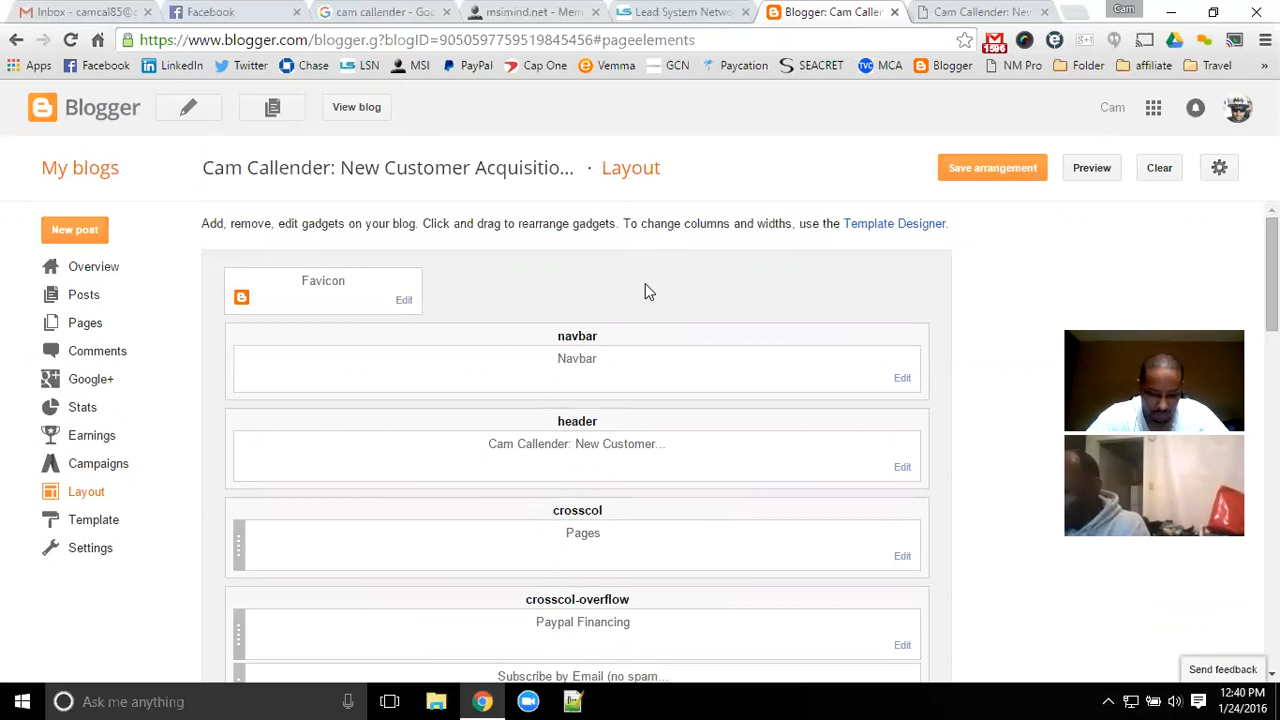 Inbox - camcal85@g
Facebook
cam callender - Goo
msimind.net - Mem
Lead System Netwo
Blogger: Cam Callen
Cam Callender: New
Cam
https://www.blogger.com/blogger.g?blogID=9050597759519845456#pageelements
1596
Apps
Facebook
LinkedIn
Twitter
Chase
LSN
MSI
PayPal
Cap One
Vemma
GCN
Paycation
SEACRET
MCA
Blogger
NM Pro
Folder
affiliate
Travel
»
Blogger
View blog
Cam
My blogs
Cam Callender: New Customer Acquisitio... · Layout
Save arrangement
Preview
Clear
Add, remove, edit gadgets on your blog. Click and drag to rearrange gadgets. To change columns and widths, use the Template Designer.
New post
Overview
Posts
Pages
Comments
Google+
Stats
Earnings
Campaigns
Layout
Template
Settings
Favicon
Edit
navbar
Navbar
Edit
header
Cam Callender: New Customer...
Edit
crosscol
Pages
Edit
crosscol-overflow
Paypal Financing
Edit
Subscribe by Email (no spam...
Send feedback
Ask me anything
12:40 PM
1/24/2016